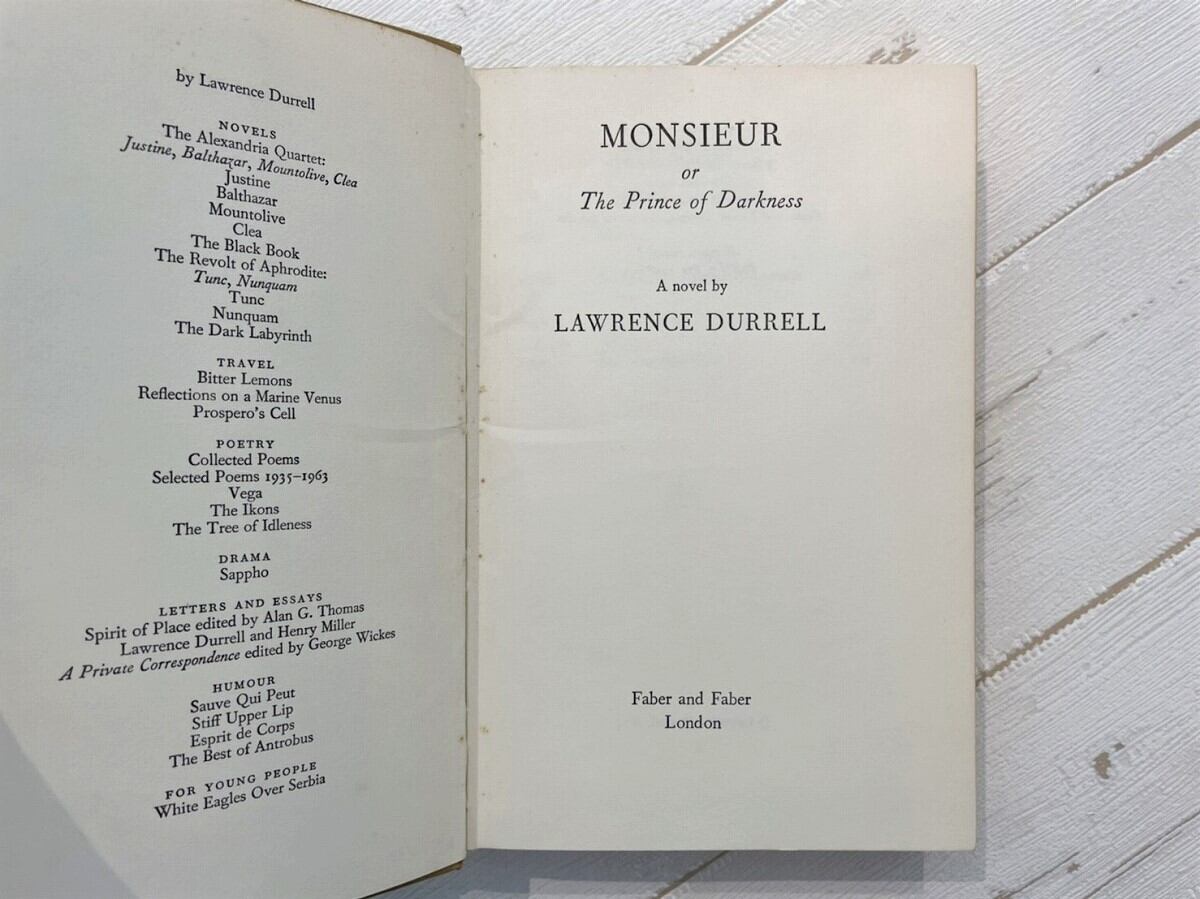 by Lawrence Durrell
NOVELS
The Alexandria Quartet:
Justine, Balthazar, Mountolive, Clea
Justine
Balthazar
Mountolive
Clea
The Black Book
The Revolt of Aphrodite:
Tunc, Nunquam
Tunc
Nunquam
The Dark Labyrinth
TRAVEL
Bitter Lemons
Reflections on a Marine Venus
Prospero's Cell
POETRY
Collected Poems
Selected Poems 1935–1963
Vega
The Ikons
The Tree of Idleness
DRAMA
Sappho
LETTERS AND ESSAYS
Spirit of Place edited by Alan G. Thomas
Lawrence Durrell and Henry Miller
A Private Correspondence edited by George Wickes
HUMOUR
Sauve Qui Peut
Stiff Upper Lip
Esprit de Corps
The Best of Antrobus
FOR YOUNG PEOPLE
White Eagles Over Serbia
MONSIEUR
or
The Prince of Darkness
A novel by
LAWRENCE DURRELL
Faber and Faber
London